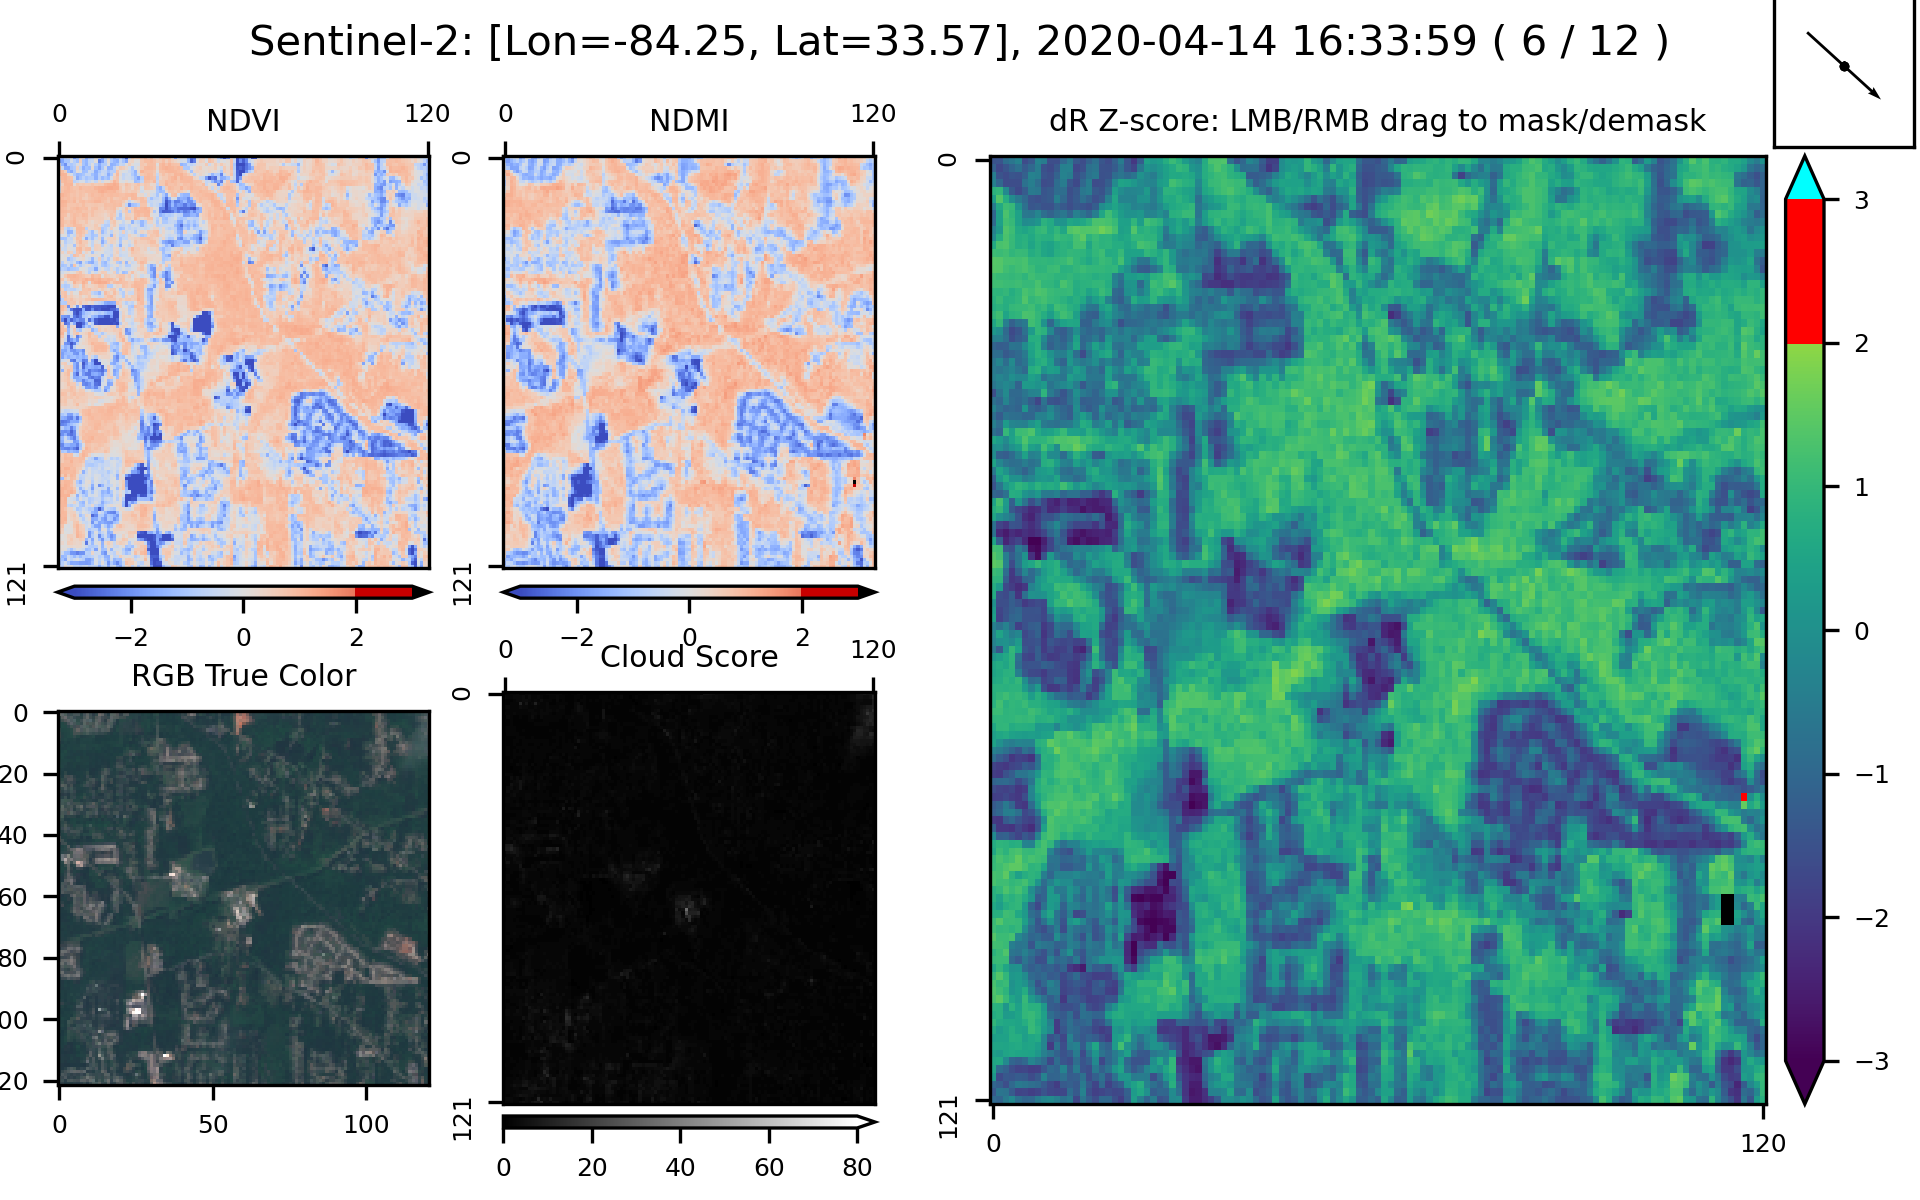 Sentinel-2: [Lon=-84.25, Lat=33.57], 2020-04-14 16:33:59 ( 6 / 12 )
0 NDVI 120
0 NDMI 120
dR Z-score: LMB/RMB drag to mask/demask
0
121
0
121
0
121
0 120
3
2
1
0
−1
−2
−3
−2 0 2
−2 0 2
RGB True Color
0
20
40
60
80
00
20
0 50 100
0 Cloud Score 120
0
121
0 20 40 60 80